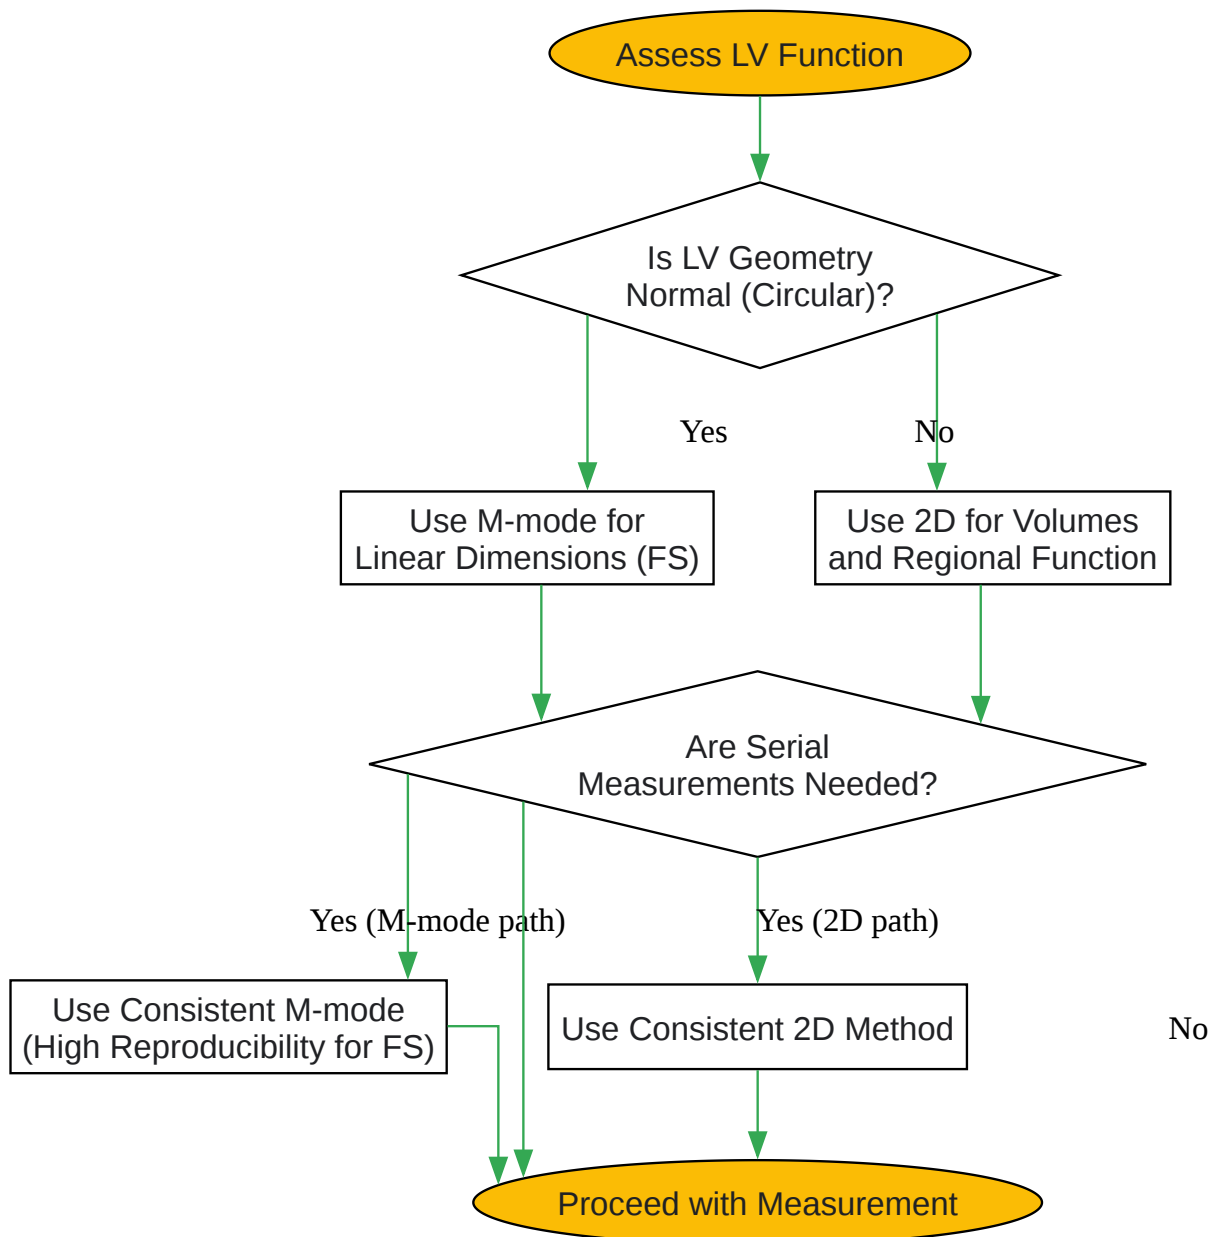 Assess LV Function
Is LV Geometry
Normal (Circular)?
Yes
No
Use M-mode for
Linear Dimensions (FS)
Use 2D for Volumes
and Regional Function
Are Serial
Measurements Needed?
Yes (M-mode path)
Yes (2D path)
Use Consistent M-mode
(High Reproducibility for FS)
Use Consistent 2D Method
No
Proceed with Measurement